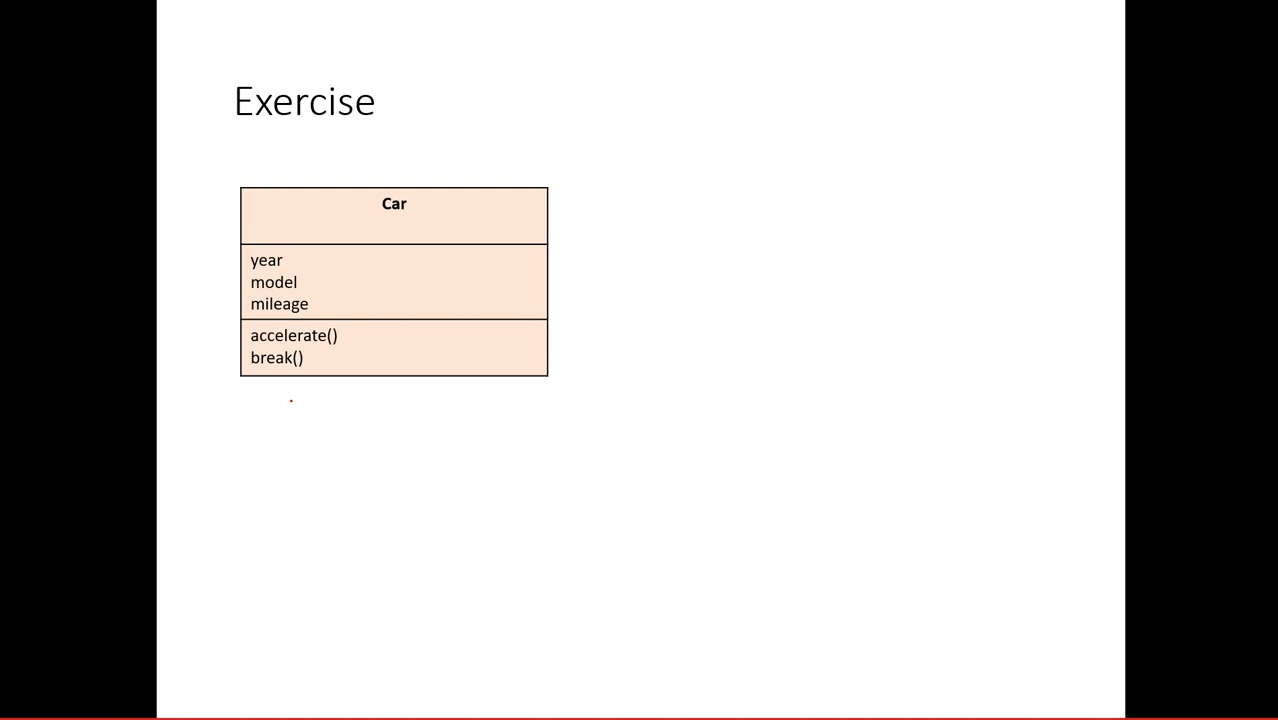 Exercise
Car
year
model
mileage
accelerate()
break()